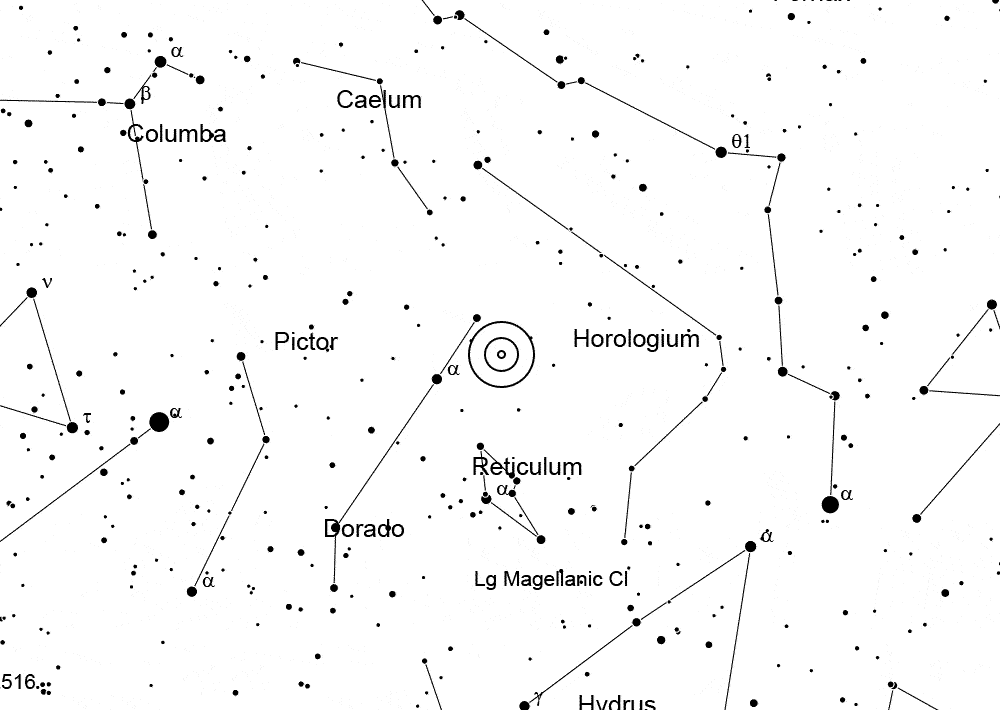 α
θ1
Caelum
β
Columba
ν
Horologium
Pictor
α
τ
α
Reticulum
α
α
Dorado
α
α
Lg Magellanic Cl
516
γ
Hydrus